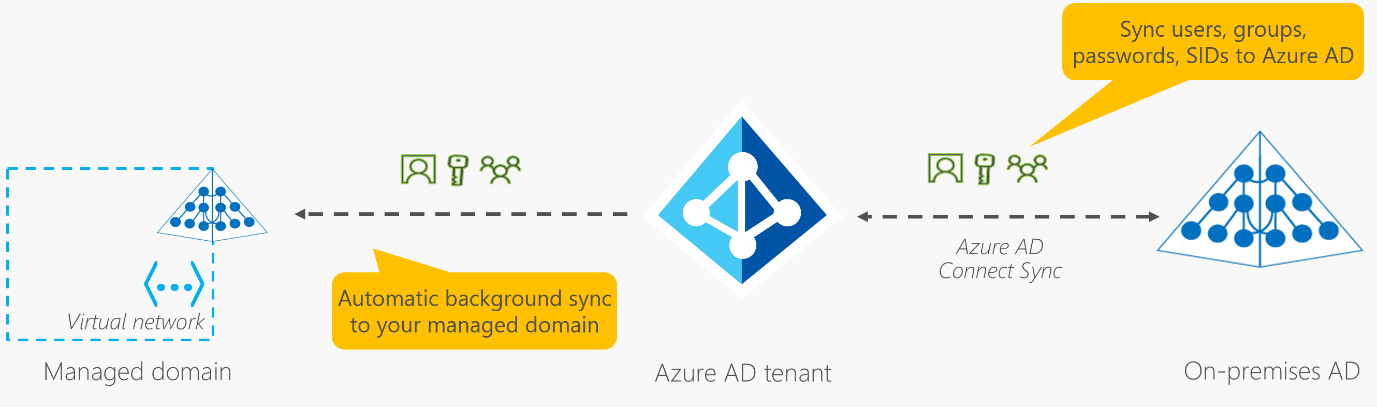 Sync users, groups,
passwords, SIDs to Azure AD
Azure AD
Connect Sync
Automatic background sync
to your managed domain
Virtual network
Managed domain
Azure AD tenant
On-premises AD